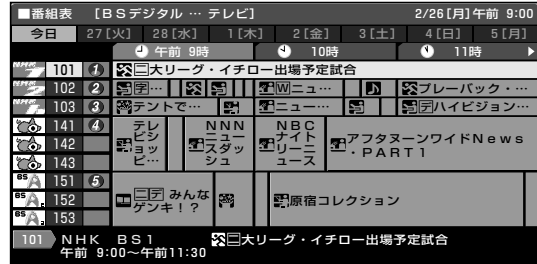 ■番組表 [BSデジタル … テレビ] 2/26[月]午前 9:00
今日 27[火] 28[水] 1[木] 2[金] 3[土] 4[日] 5[月]
午前 9時 10時 11時
101 1 二 大リーグ・イチロー出場予定試合
102 2 字… W ニュ… ♪ プレーバック・…
103 3 テントで… ニュー… 字 ハイビジョン…
141 4 テレビショッピ… NNNニュースダッシュ NBCナイトリーニュース アフタヌーンワイドNews・PART1
142
143
151 5 二 デ みんなゲンキ!? 原宿コレクション
152
153
101 NHK BS1 二 大リーグ・イチロー出場予定試合
午前 9:00~午前11:30